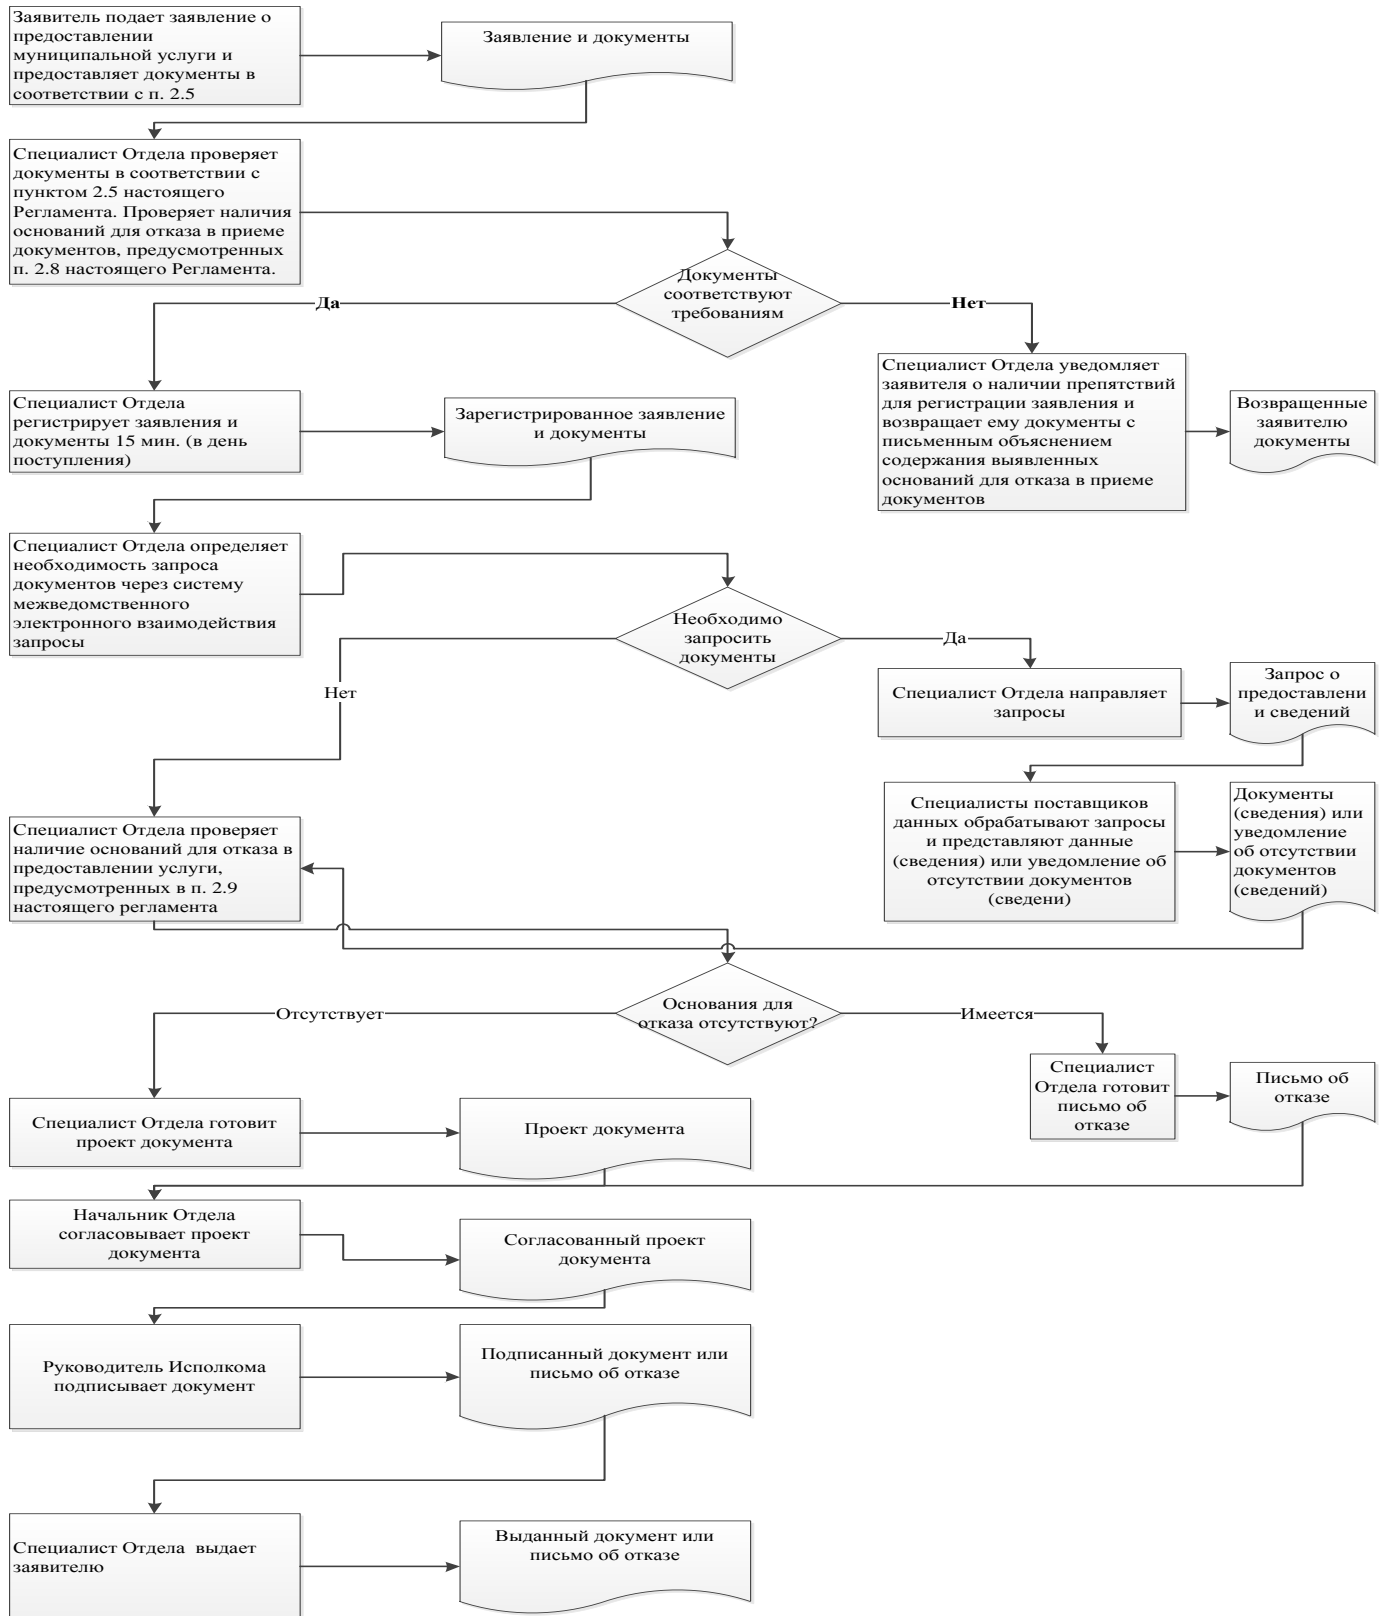 Заявитель подает заявление о
предоставлении
муниципальной услуги и
предоставляет документы в
соответствии с п. 2.5
Заявление и документы
Специалист Отдела проверяет
документы в соответствии с
пунктом 2.5 настоящего
Регламента. Проверяет наличия
оснований для отказа в приеме
документов, предусмотренных
п. 2.8 настоящего Регламента.
Документы
соответствуют
требованиям
Да
Нет
Специалист Отдела
регистрирует заявления и
документы 15 мин. (в день
поступления)
Зарегистрированное заявление
и документы
Специалист Отдела уведомляет
заявителя о наличии препятствий
для регистрации заявления и
возвращает ему документы с
письменным объяснением
содержания выявленных
оснований для отказа в приеме
документов
Возвращенные
заявителю
документы
Специалист Отдела определяет
необходимость запроса
документов через систему
межведомственного
электронного взаимодействия
запросы
Необходимо
запросить
документы
Да
Нет
Специалист Отдела направляет
запросы
Запрос о
предоставлени
и сведений
Специалисты поставщиков
данных обрабатывают запросы
и представляют данные
(сведения) или уведомление об
отсутствии документов
(сведени)
Документы
(сведения) или
уведомление
об отсутствии
документов
(сведений)
Специалист Отдела проверяет
наличие оснований для отказа в
предоставлении услуги,
предусмотренных в п. 2.9
настоящего регламента
Основания для
отказа отсутствуют?
Отсутствует
Имеется
Специалист
Отдела готовит
письмо об
отказе
Письмо об
отказе
Специалист Отдела готовит
проект документа
Проект документа
Начальник Отдела
согласовывает проект
документа
Согласованный проект
документа
Руководитель Исполкома
подписывает документ
Подписанный документ или
письмо об отказе
Специалист Отдела  выдает
заявителю
Выданный документ или
письмо об отказе